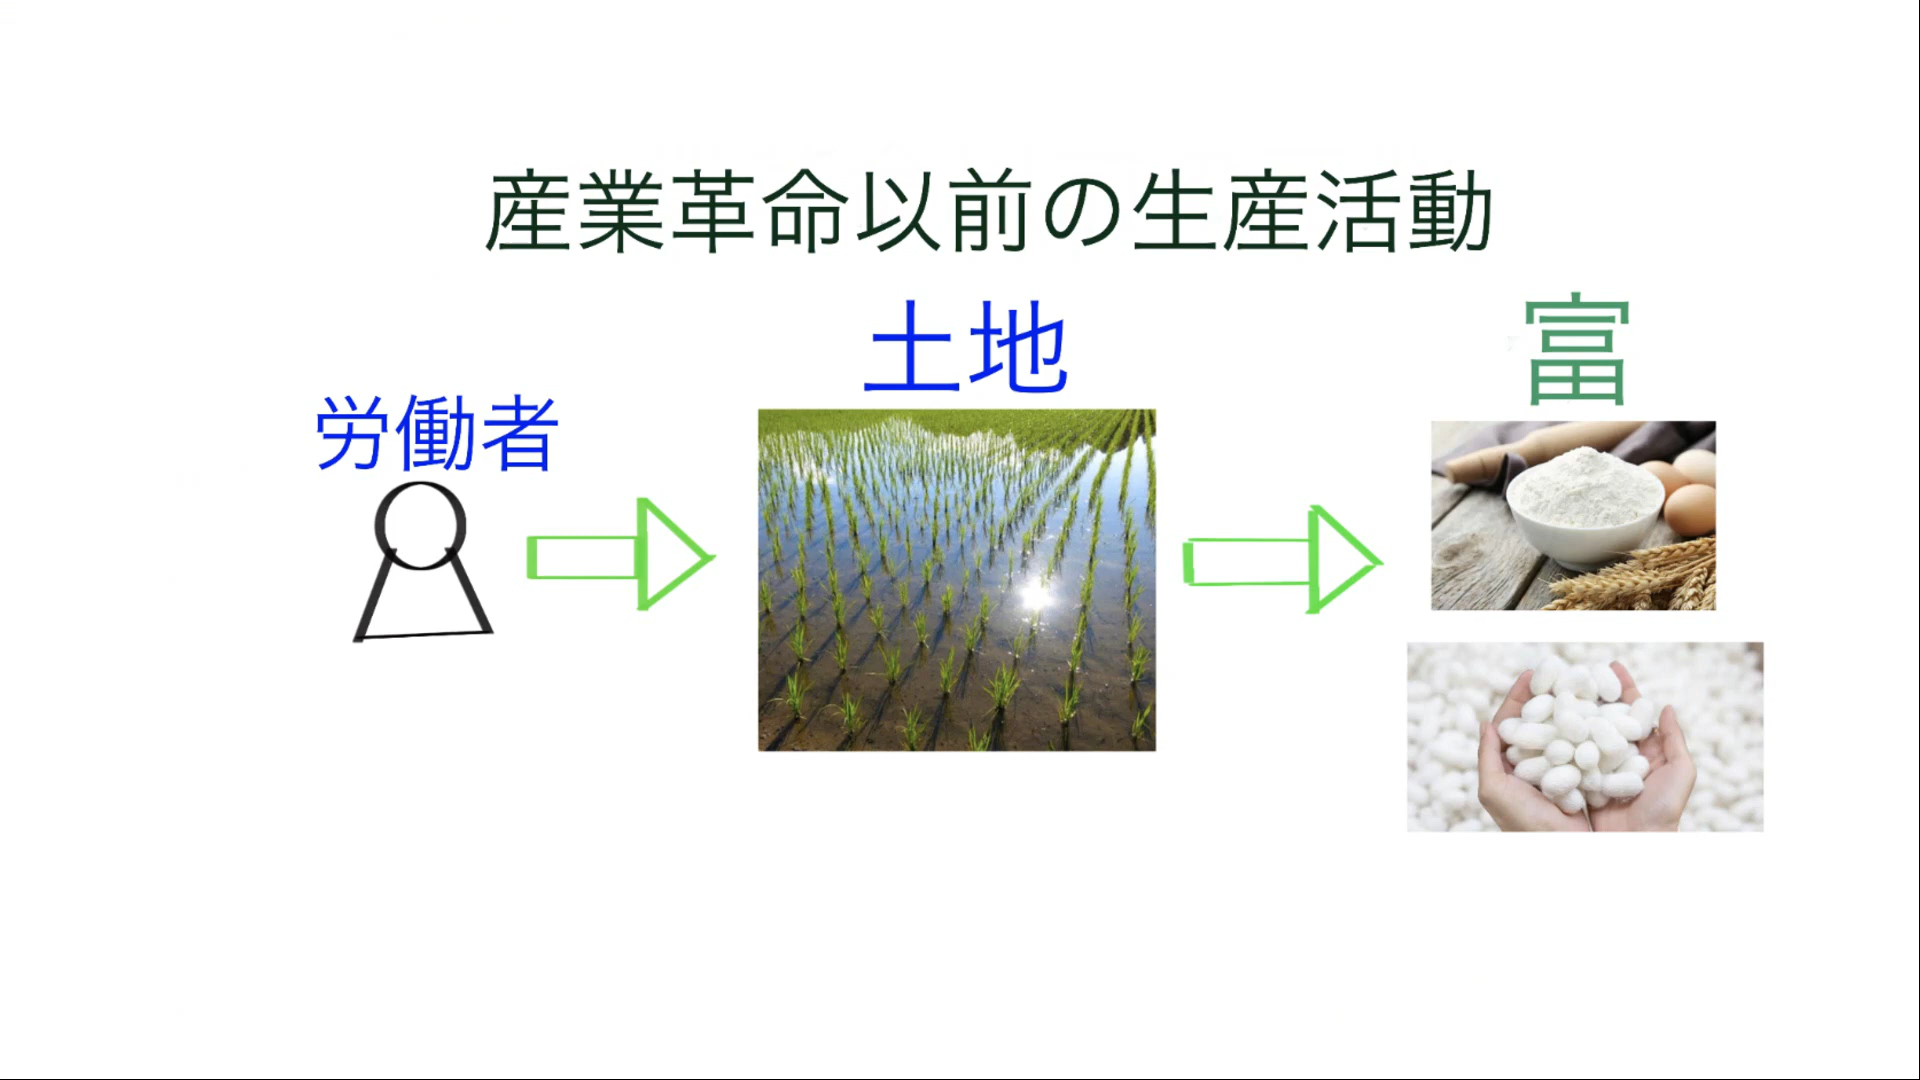 産業革命以前の生産活動
労働者
土地
富